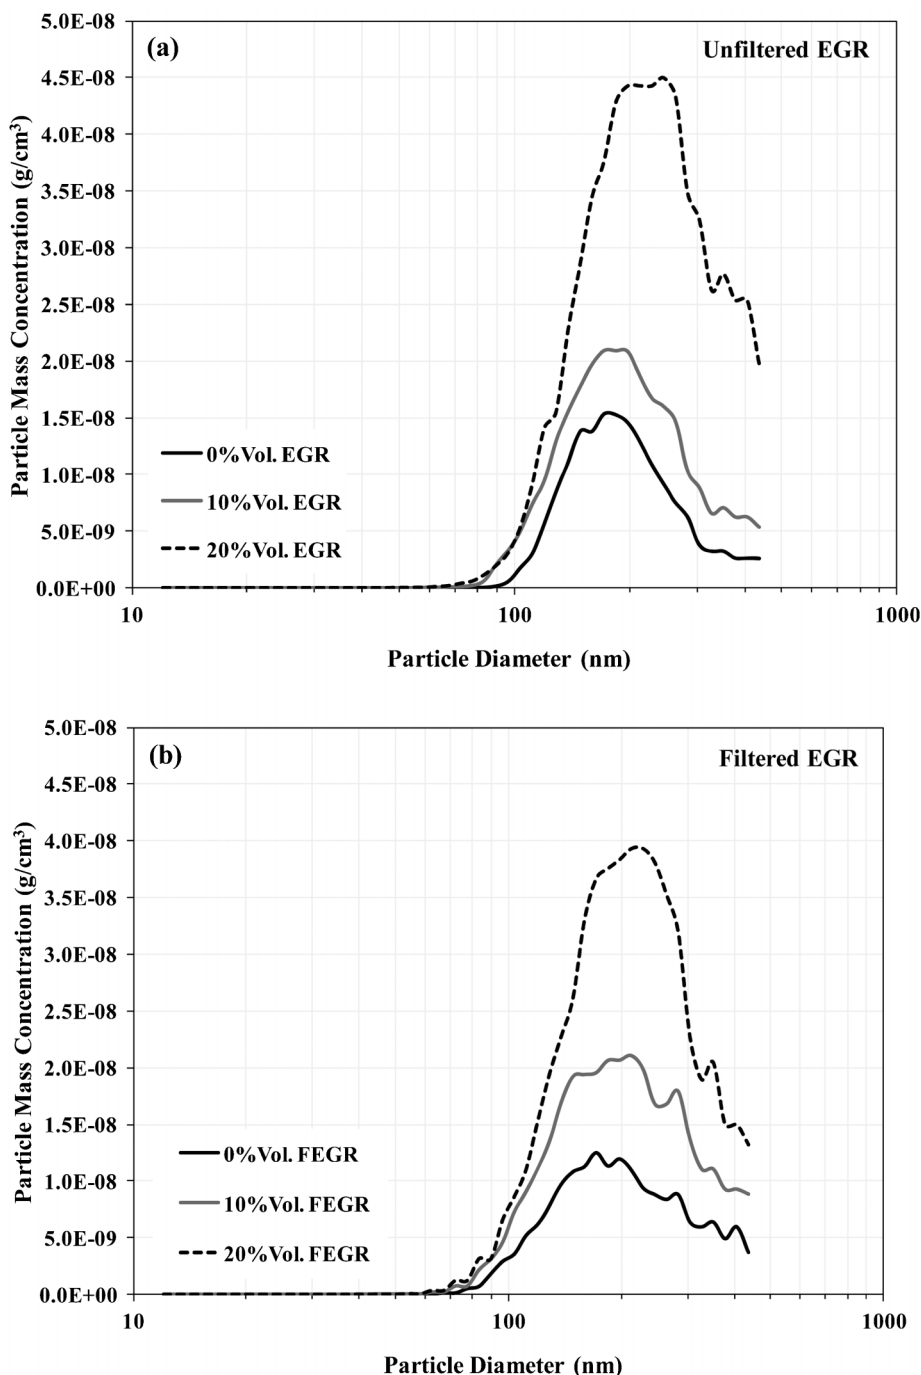 5.0E-08
(a)
Unfiltered EGR
4.5E-08
4.0E-08
3.5E-08
3.0E-08
2.5E-08
2.0E-08
1.5E-08
1.0E-08
5.0E-09
0.0E+00
Particle Mass Concentration (g/cm³)
0%Vol. EGR
10%Vol. EGR
20%Vol. EGR
10
100
1000
Particle Diameter (nm)
5.0E-08
(b)
Filtered EGR
4.5E-08
4.0E-08
3.5E-08
3.0E-08
2.5E-08
2.0E-08
1.5E-08
1.0E-08
5.0E-09
0.0E+00
Particle Mass Concentration (g/cm³)
0%Vol. FEGR
10%Vol. FEGR
20%Vol. FEGR
10
100
1000
Particle Diameter (nm)